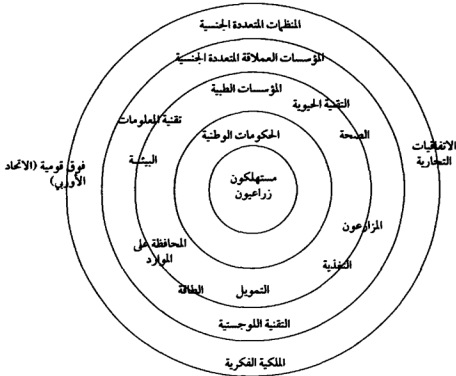 المنظمات المتعددة الجنسية
المؤسسات العملاقة المتعددة الجنسية
المؤسسات الطبية
التقنية الحيوية
تقنية المعلومات
الحكومات الوطنية
الصحة
الاتفاقيات
التجارية
البيئة
فوق قومية (الاتحاد
الأوربي)
مستهلكون
زراعيون
المزارعون
المحافظة على
الموارد
التغذية
الطاقة
التمويل
التقنية اللوجستية
الملكية الفكرية